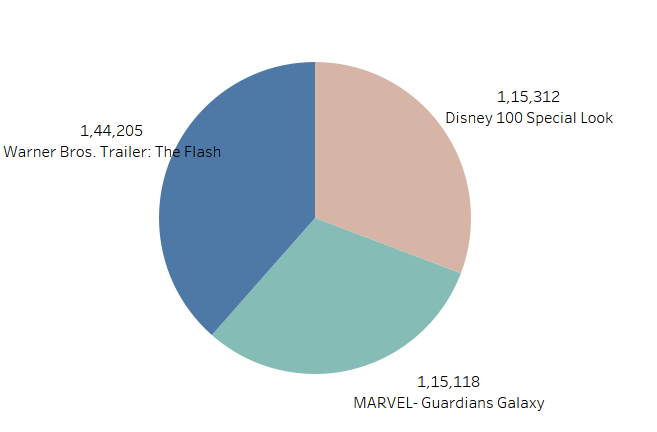 1,15,312
Disney 100 Special Look
1,44,205
Warner Bros. Trailer: The Flash
1,15,118
MARVEL- Guardians Galaxy